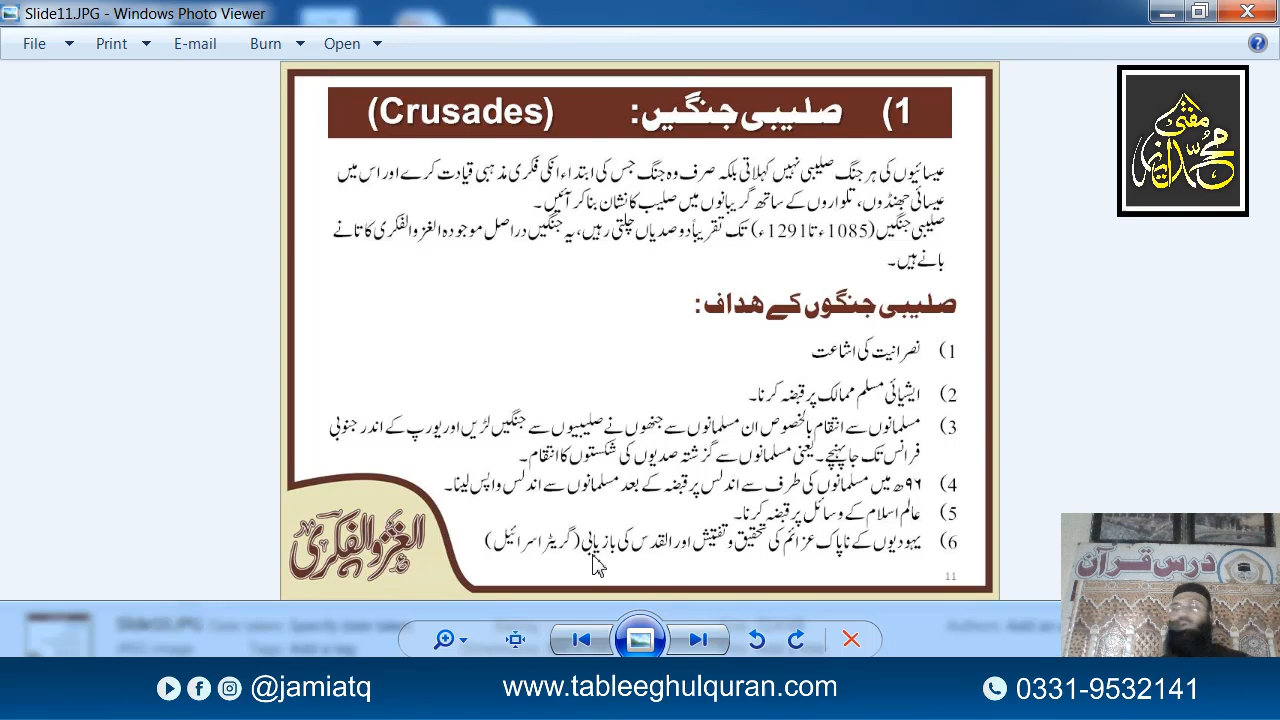 Slide11.JPG - Windows Photo Viewer
File Print E-mail Burn Open
1) صلیبی جنگیں: (Crusades)
مفتی محمد
عیسائیوں کی ہر جنگ صلیبی نہیں کہلاتی بلکہ صرف وہ جنگ جس کی ابتداء انکی فکری مذہبی قیادت کرے اور اس میں
عیسائی جھنڈوں، تلواروں کے ساتھ گریبانوں میں صلیب کا نشان بنا کر آئیں۔
صلیبی جنگیں (1085ء تا 1291ء) تک تقریباً دو صدیاں چلتی رہیں، یہ جنگیں دراصل موجودہ الغزو الفکری کا تانے
بانے ہیں۔
صلیبی جنگوں کے ھداف:
1) نصرانیت کی اشاعت
2) ایشیائی مسلم ممالک پر قبضہ کرنا۔
3) مسلمانوں سے انتقام بالخصوص ان مسلمانوں سے جنھوں نے صلیبیوں سے جنگیں لڑیں اور یورپ کے اندر جنوبی
فرانس تک جا پہنچے۔ یعنی مسلمانوں سے گزشتہ صدیوں کی شکستوں کا انتقام۔
4) ۹۶ھ میں مسلمانوں کی طرف سے اندلس پر قبضہ کے بعد مسلمانوں سے اندلس واپس لینا۔
5) عالم اسلام کے وسائل پر قبضہ کرنا۔
6) یہودیوں کے ناپاک عزائم کی تحقیق و تفتیش اور القدس کی بازیابی (گریٹر اسرائیل)
الغزو الفکری
11
درس قرآن
@jamiatq www.tableeghulquran.com 0331-9532141